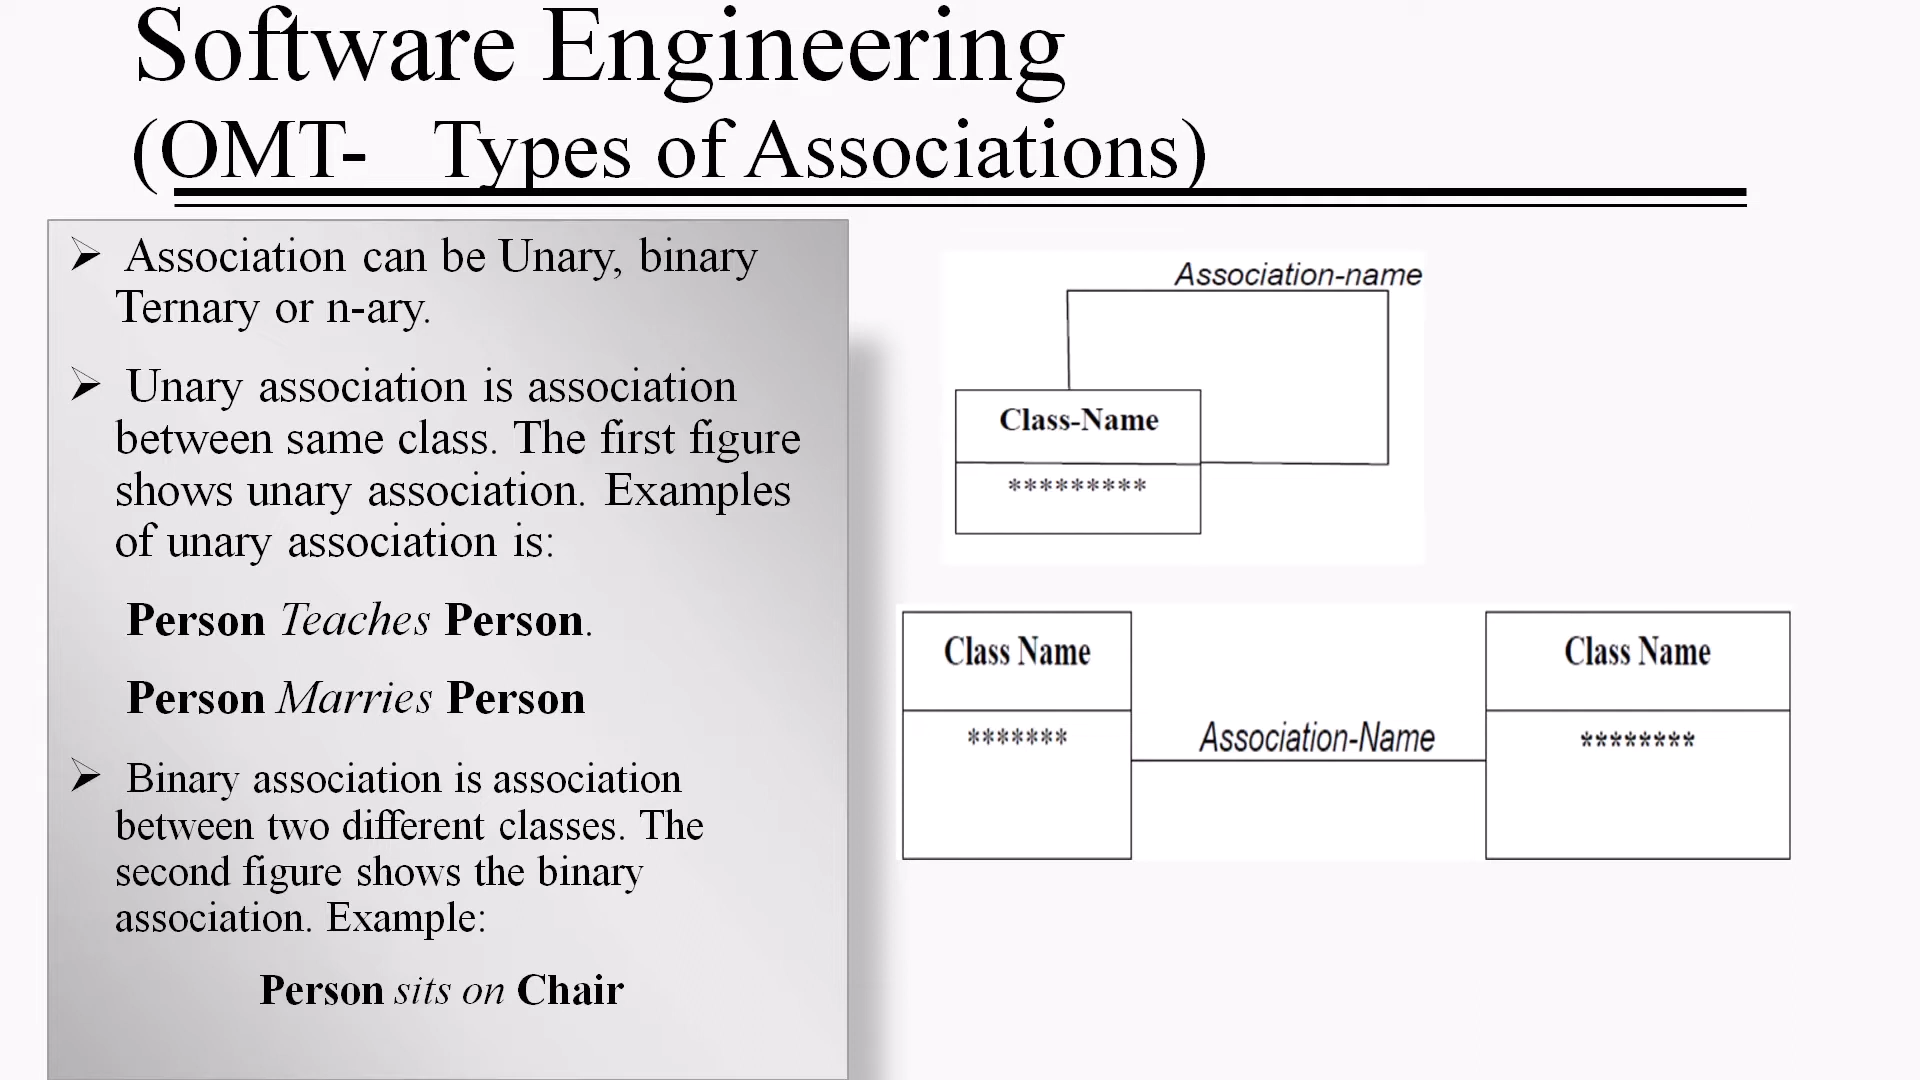 Software Engineering
(OMT- Types of Associations)
➢ Association can be Unary, binary
Ternary or n-ary.
➢ Unary association is association
between same class. The first figure
shows unary association. Examples
of unary association is:
Person Teaches Person.
Person Marries Person
➢ Binary association is association
between two different classes. The
second figure shows the binary
association. Example:
Person sits on Chair
Association-name
Class-Name
*********
Class Name
*******
Association-Name
Class Name
********